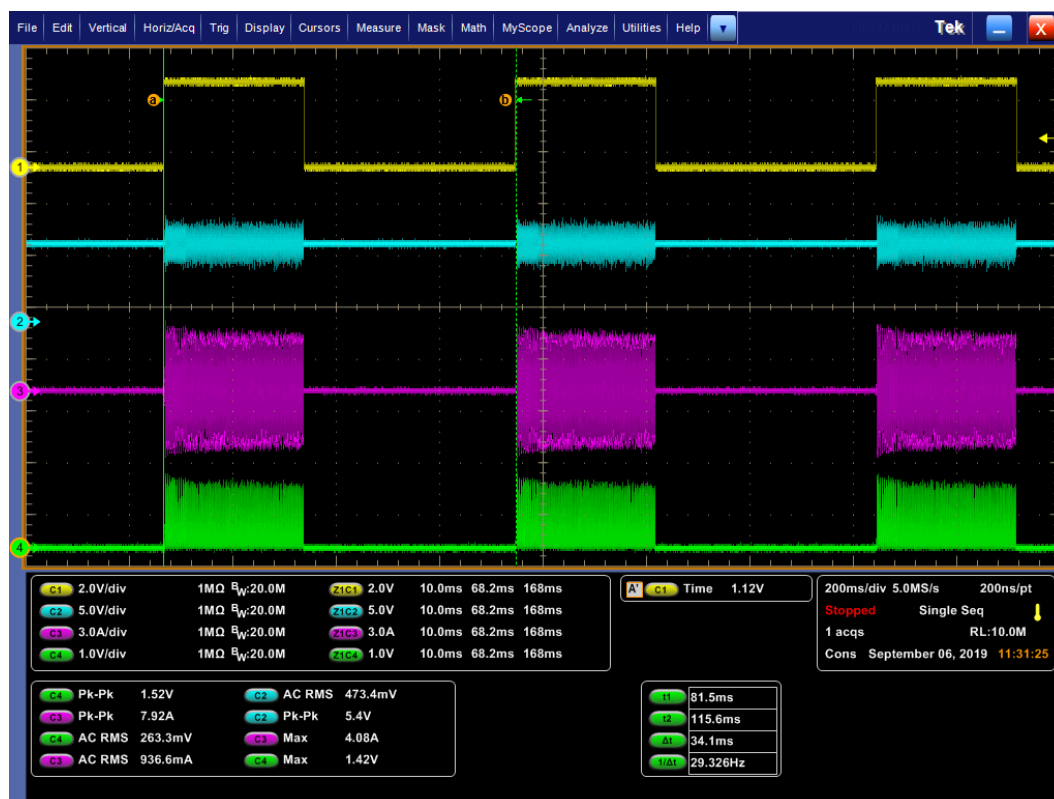 File Edit Vertical Horiz/Acq Trig Display Cursors Measure Mask Math MyScope Analyze Utilities Help Tek X
a b
1
2
3
4
C1 2.0V/div 1MΩ BW:20.0M Z1C1 2.0V 10.0ms 68.2ms 168ms
C2 5.0V/div 1MΩ BW:20.0M Z1C2 5.0V 10.0ms 68.2ms 168ms
C3 3.0A/div 1MΩ BW:20.0M Z1C3 3.0A 10.0ms 68.2ms 168ms
C4 1.0V/div 1MΩ BW:20.0M Z1C4 1.0V 10.0ms 68.2ms 168ms
A' C1 Time 1.12V
200ms/div 5.0MS/s 200ns/pt
Stopped Single Seq
1 acqs RL:10.0M
Cons September 06, 2019 11:31:25
C4 Pk-Pk 1.52V C2 AC RMS 473.4mV
C3 Pk-Pk 7.92A C2 Pk-Pk 5.4V
C4 AC RMS 263.3mV C3 Max 4.08A
C3 AC RMS 936.6mA C4 Max 1.42V
t1 81.5ms
t2 115.6ms
Δt 34.1ms
1/Δt 29.326Hz